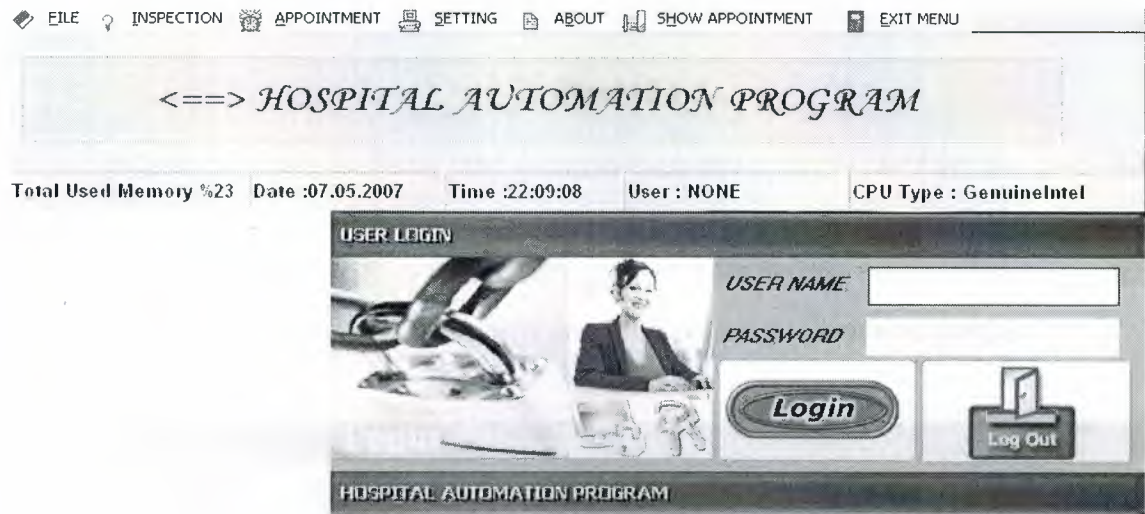 FILE INSPECTION APPOINTMENT SETTING ABOUT SHOW APPOINTMENT EXIT MENU
<==> HOSPITAL AUTOMATION PROGRAM
Total Used Memory %23 Date :07.05.2007 Time :22:09:08 User : NONE CPU Type : GenuineIntel
USER LOGIN
USER NAME
PASSWORD
Login Log Out
HOSPITAL AUTOMATION PROGRAM